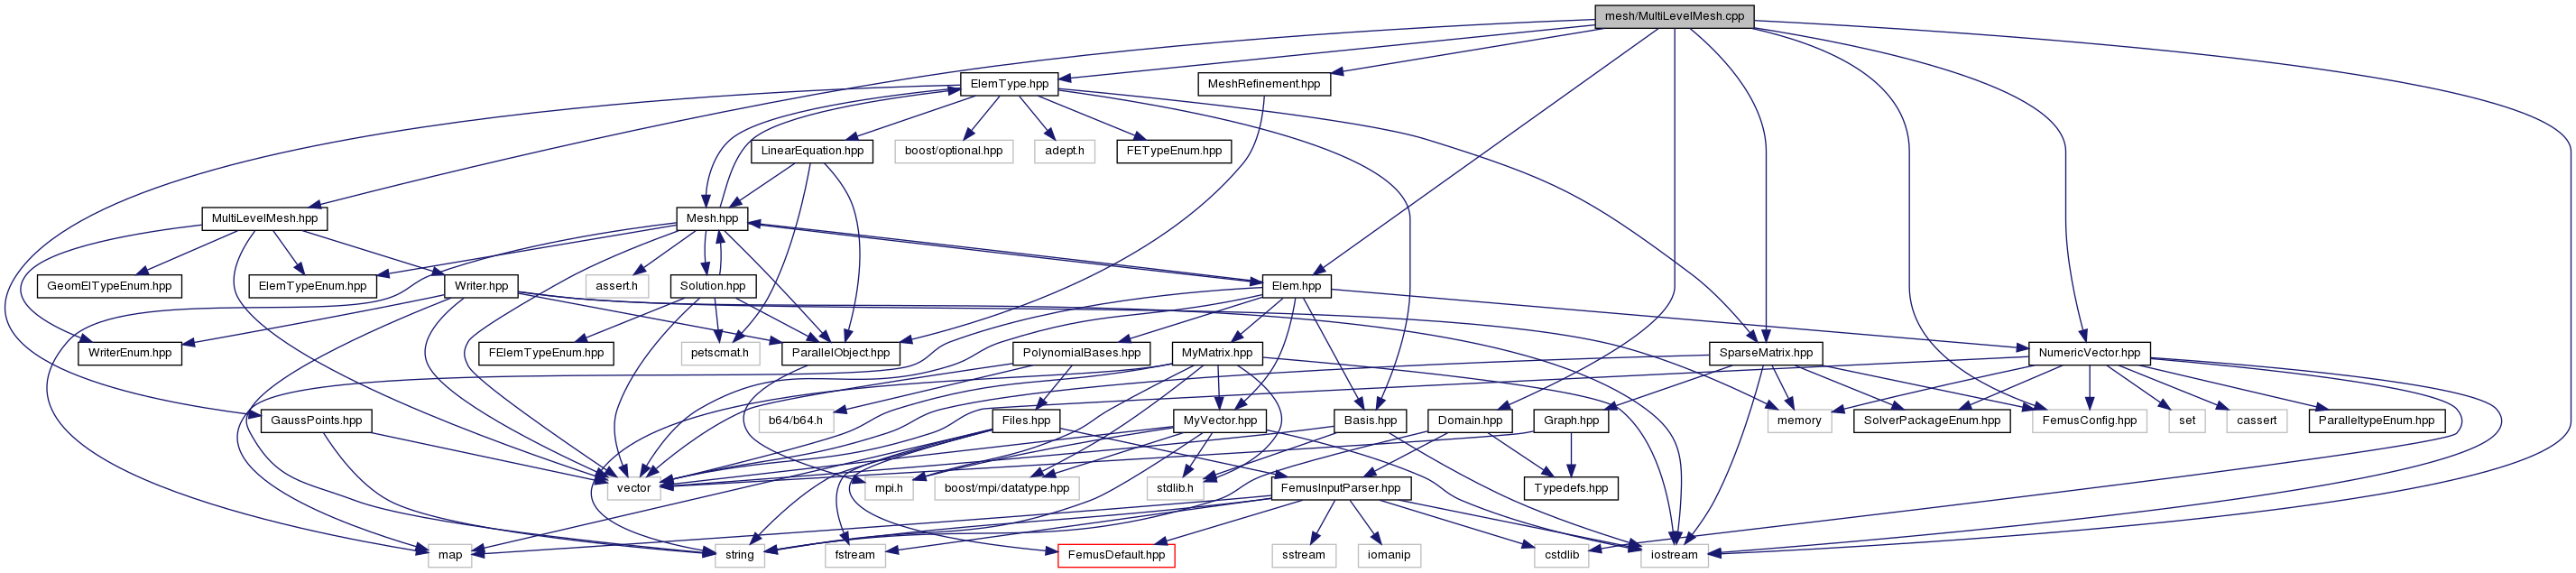 mesh/MultiLevelMesh.cpp
ElemType.hpp
MeshRefinement.hpp
LinearEquation.hpp
boost/optional.hpp
adept.h
FETypeEnum.hpp
MultiLevelMesh.hpp
Mesh.hpp
GeomElTypeEnum.hpp
ElemTypeEnum.hpp
Writer.hpp
assert.h
Solution.hpp
Elem.hpp
WriterEnum.hpp
FElemTypeEnum.hpp
petscmat.h
ParallelObject.hpp
PolynomialBases.hpp
MyMatrix.hpp
SparseMatrix.hpp
NumericVector.hpp
GaussPoints.hpp
b64/b64.h
Files.hpp
MyVector.hpp
Basis.hpp
Domain.hpp
Graph.hpp
memory
SolverPackageEnum.hpp
FemusConfig.hpp
set
cassert
ParalleltypeEnum.hpp
vector
mpi.h
boost/mpi/datatype.hpp
stdlib.h
FemusInputParser.hpp
Typedefs.hpp
map
string
fstream
FemusDefault.hpp
sstream
iomanip
cstdlib
iostream